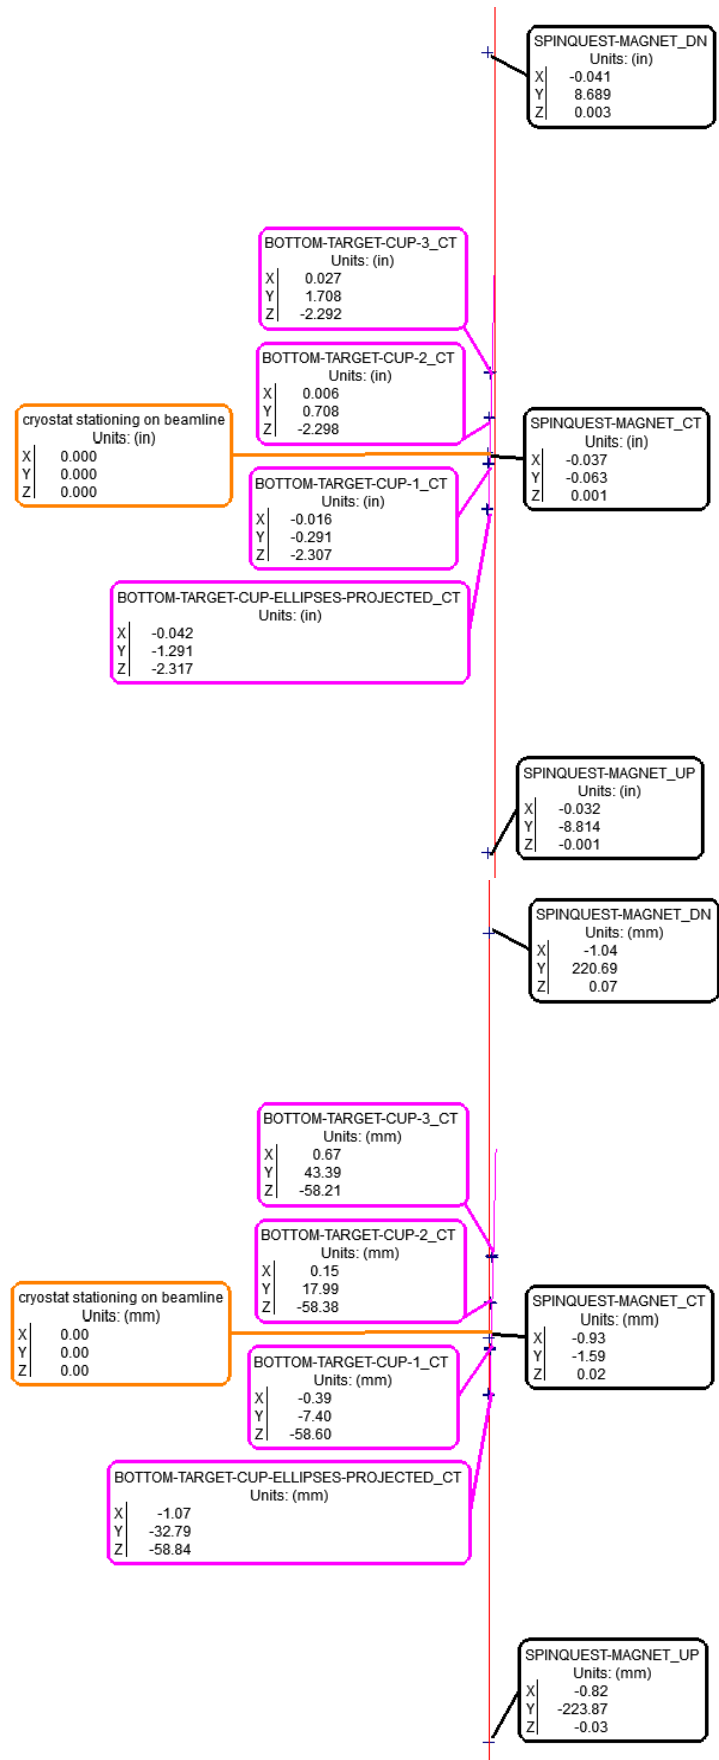 SPINQUEST-MAGNET_DN
Units: (in)
X -0.041
Y 8.689
Z 0.003
BOTTOM-TARGET-CUP-3_CT
Units: (in)
X 0.027
Y 1.708
Z -2.292
BOTTOM-TARGET-CUP-2_CT
Units: (in)
X 0.006
Y 0.708
Z -2.298
cryostat stationing on beamline
Units: (in)
X 0.000
Y 0.000
Z 0.000
SPINQUEST-MAGNET_CT
Units: (in)
X -0.037
Y -0.063
Z 0.001
BOTTOM-TARGET-CUP-1_CT
Units: (in)
X -0.016
Y -0.291
Z -2.307
BOTTOM-TARGET-CUP-ELLIPSES-PROJECTED_CT
Units: (in)
X -0.042
Y -1.291
Z -2.317
SPINQUEST-MAGNET_UP
Units: (in)
X -0.032
Y -8.814
Z -0.001
SPINQUEST-MAGNET_DN
Units: (mm)
X -1.04
Y 220.69
Z 0.07
BOTTOM-TARGET-CUP-3_CT
Units: (mm)
X 0.67
Y 43.39
Z -58.21
BOTTOM-TARGET-CUP-2_CT
Units: (mm)
X 0.15
Y 17.99
Z -58.38
cryostat stationing on beamline
Units: (mm)
X 0.00
Y 0.00
Z 0.00
SPINQUEST-MAGNET_CT
Units: (mm)
X -0.93
Y -1.59
Z 0.02
BOTTOM-TARGET-CUP-1_CT
Units: (mm)
X -0.39
Y -7.40
Z -58.60
BOTTOM-TARGET-CUP-ELLIPSES-PROJECTED_CT
Units: (mm)
X -1.07
Y -32.79
Z -58.84
SPINQUEST-MAGNET_UP
Units: (mm)
X -0.82
Y -223.87
Z -0.03